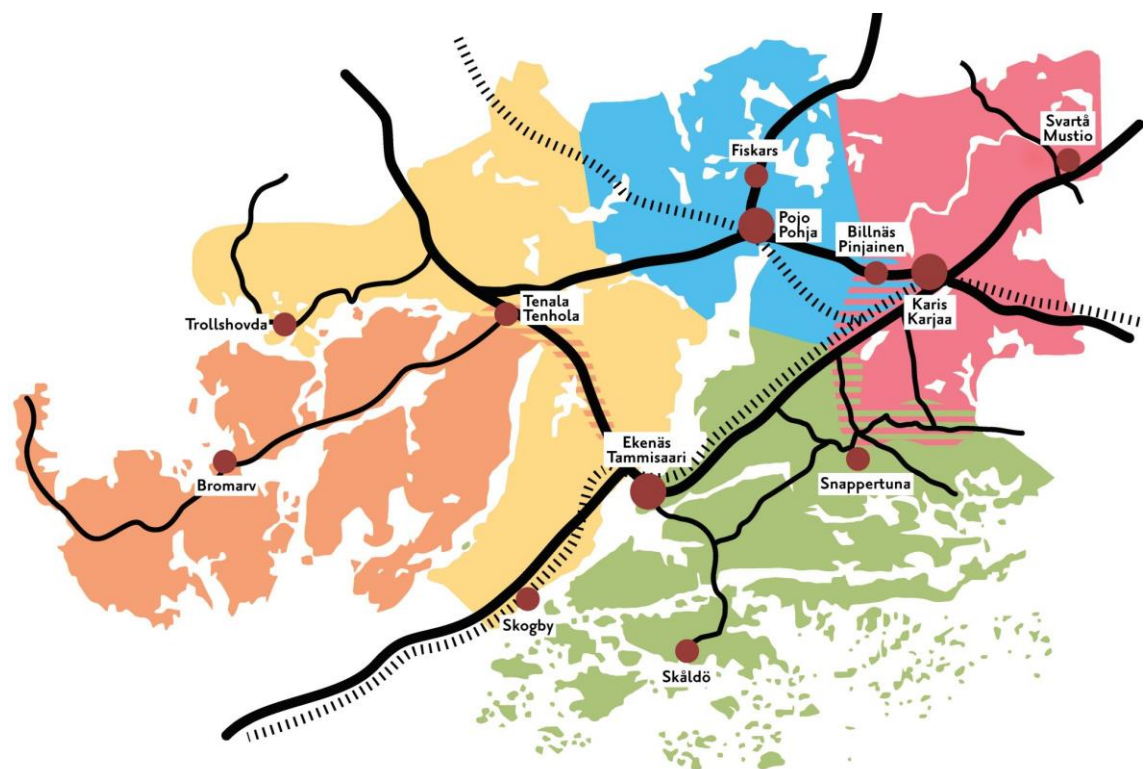 Svartå
Mustio
Fiskars
Pojo
Pohja
Billnäs
Pinjainen
Karis
Karjaa
Tenala
Tenhola
Trollshovda
Ekenäs
Tammisaari
Bromarv
Snappertuna
Skogby
Skåldö